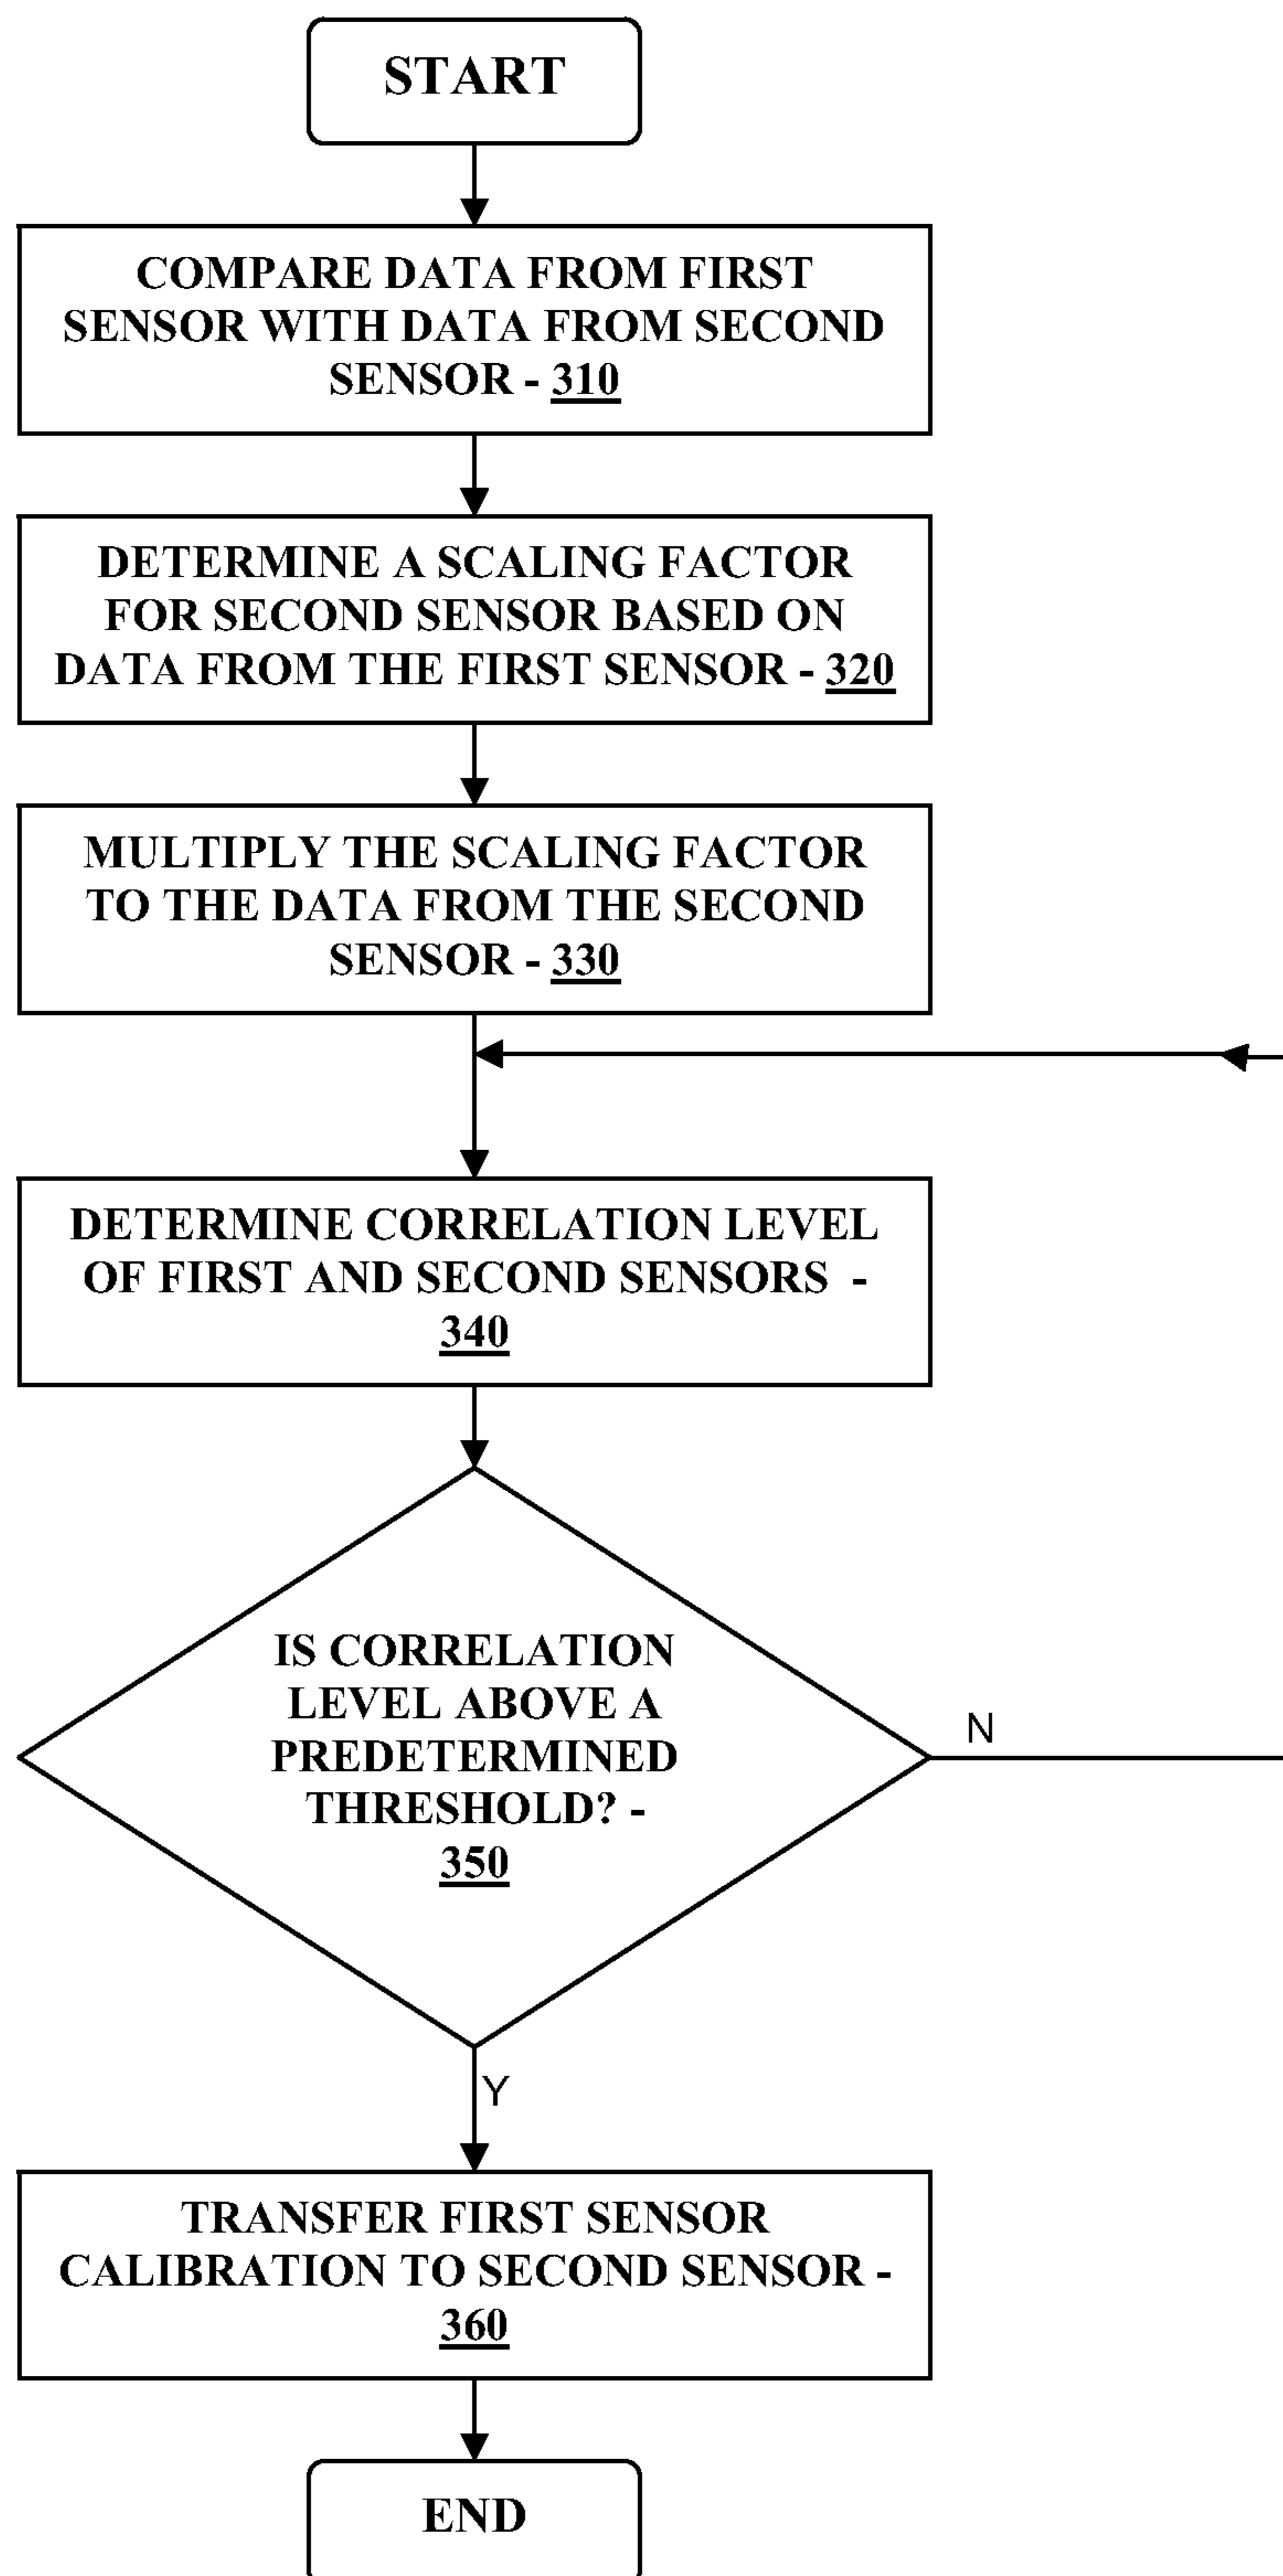 START
COMPARE DATA FROM FIRST
SENSOR WITH DATA FROM SECOND
SENSOR - 310
DETERMINE A SCALING FACTOR
FOR SECOND SENSOR BASED ON
DATA FROM THE FIRST SENSOR - 320
MULTIPLY THE SCALING FACTOR
TO THE DATA FROM THE SECOND
SENSOR - 330
DETERMINE CORRELATION LEVEL
OF FIRST AND SECOND SENSORS -
340
IS CORRELATION
LEVEL ABOVE A
PREDETERMINED
THRESHOLD? -
350
N
Y
TRANSFER FIRST SENSOR
CALIBRATION TO SECOND SENSOR -
360
END